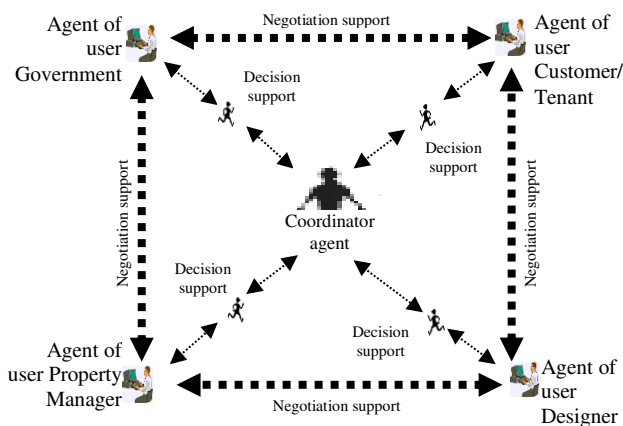 Negotiation support
Agent of
user
Government
Agent of
user
Customer/
Tenant
Decision
support
Decision
support
Negotiation support
Negotiation support
Coordinator
agent
Decision
support
Decision
support
Agent of
user Property
Manager
Agent of
user
Designer
Negotiation support